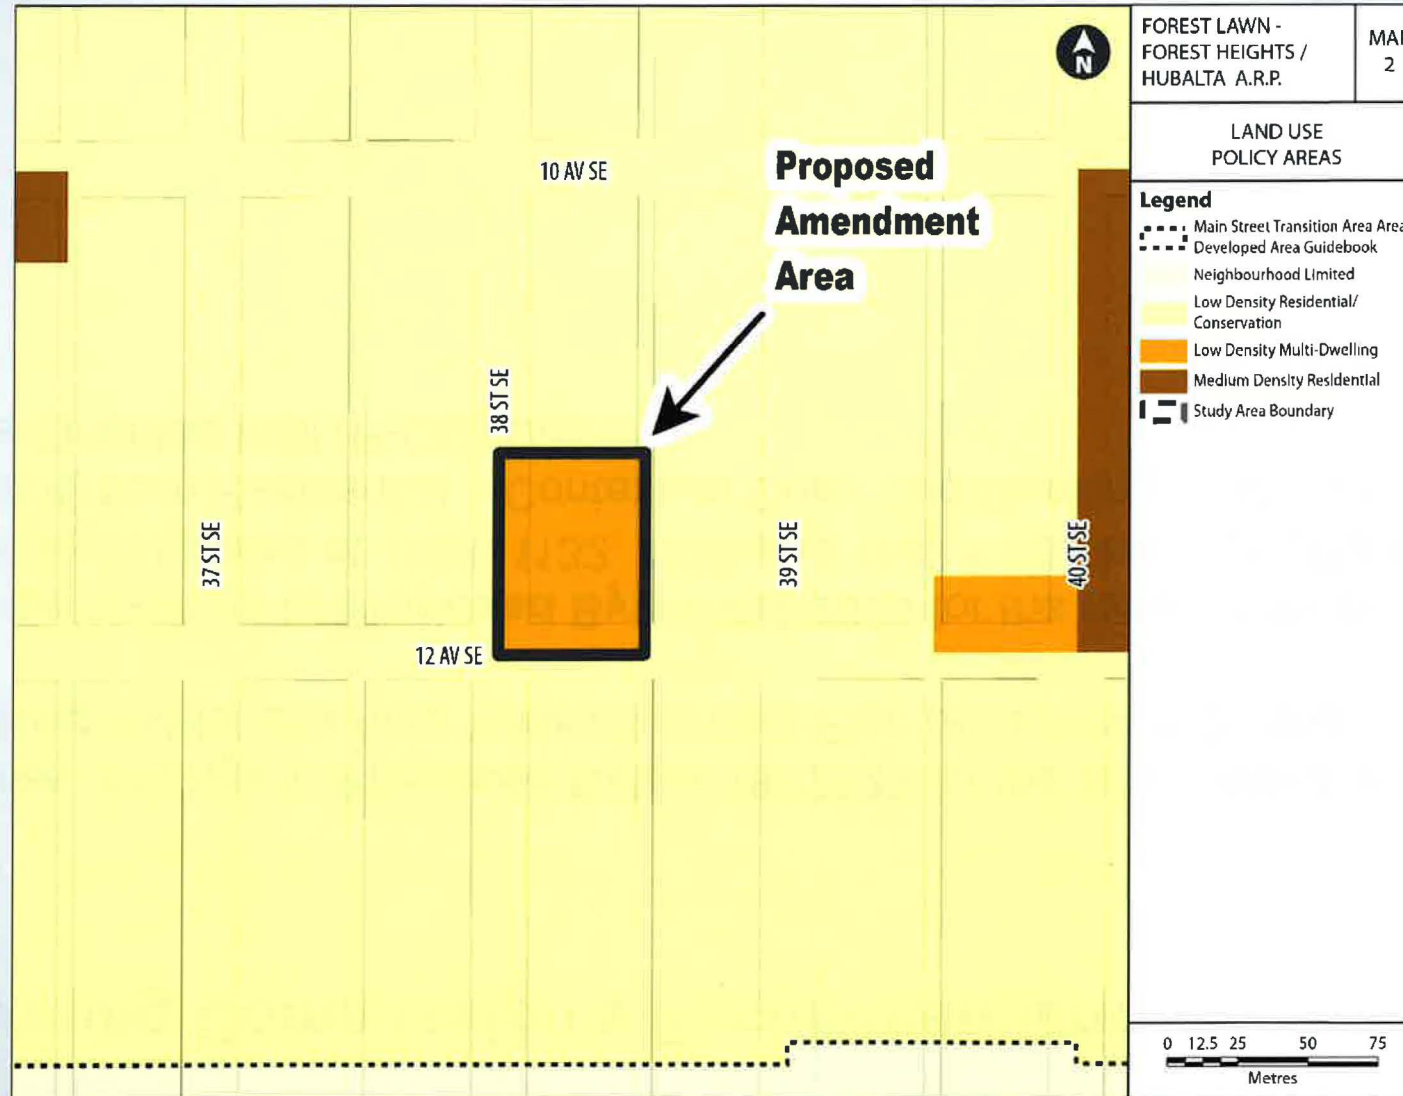 10 AV SE
Proposed
Amendment
Area
38 ST SE
37 ST SE
39 ST SE
40 ST SE
12 AV SE
N
FOREST LAWN -
FOREST HEIGHTS /
HUBALTA A.R.P.
MAP
2
LAND USE
POLICY AREAS
Legend
Main Street Transition Area Area
Developed Area Guidebook
Neighbourhood Limited
Low Density Residential/
Conservation
Low Density Multi-Dwelling
Medium Density Residential
Study Area Boundary
0 12.5 25 50 75
Metres